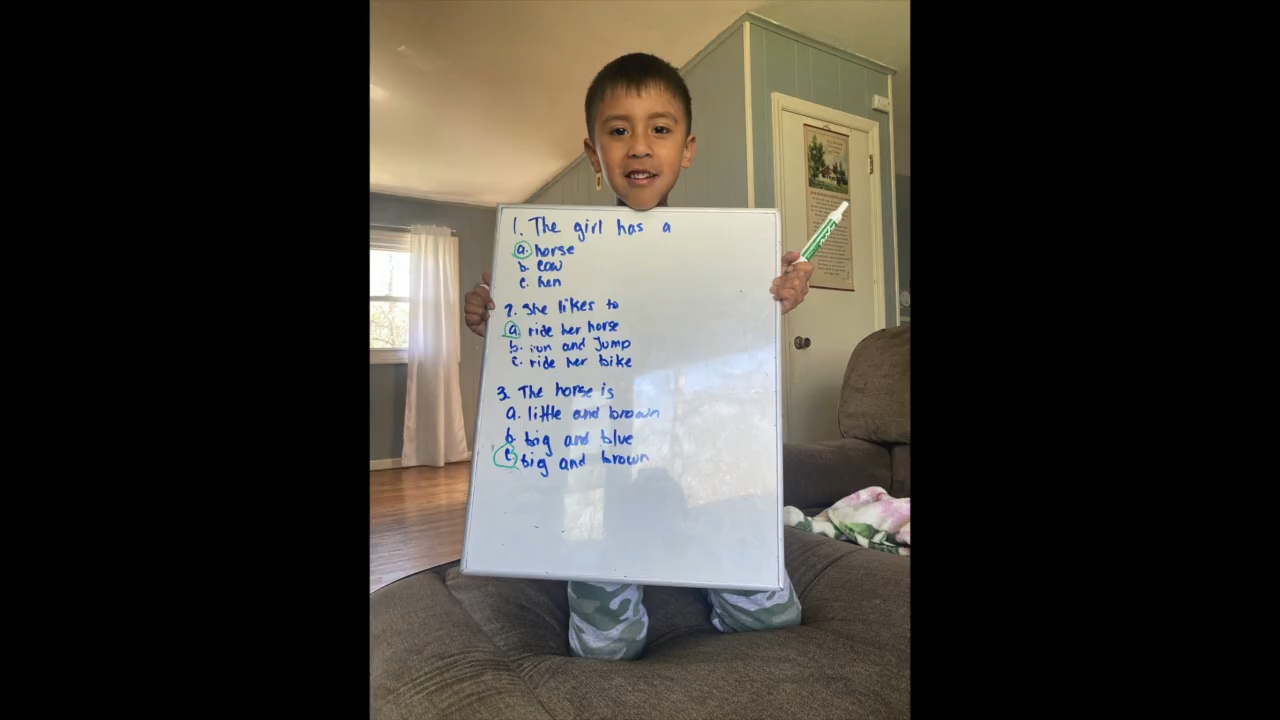 1. The girl has a
a. horse
b. cow
c. hen
2. She likes to
a. ride her horse
b. run and Jump
c. ride her bike
3. The horse is
a. little and brown
b. big and blue
c. big and brown